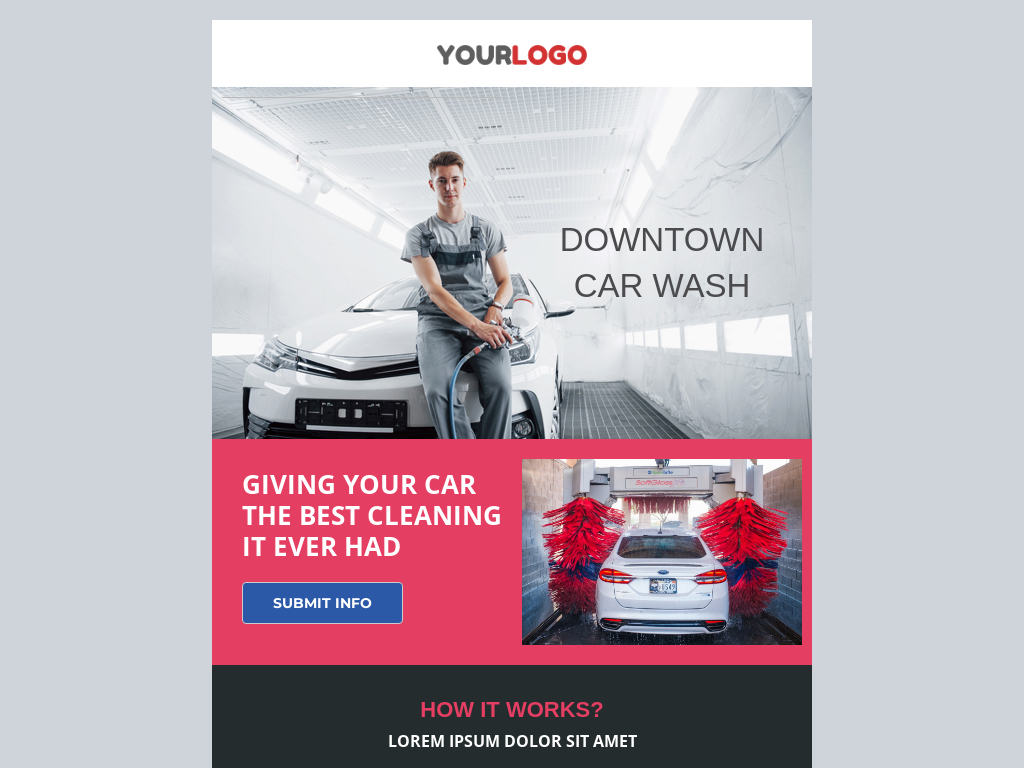 YOURLOGO
DOWNTOWN
CAR WASH
GIVING YOUR CAR
THE BEST CLEANING
IT EVER HAD
SUBMIT INFO
SoftGloss
HOW IT WORKS?
LOREM IPSUM DOLOR SIT AMET